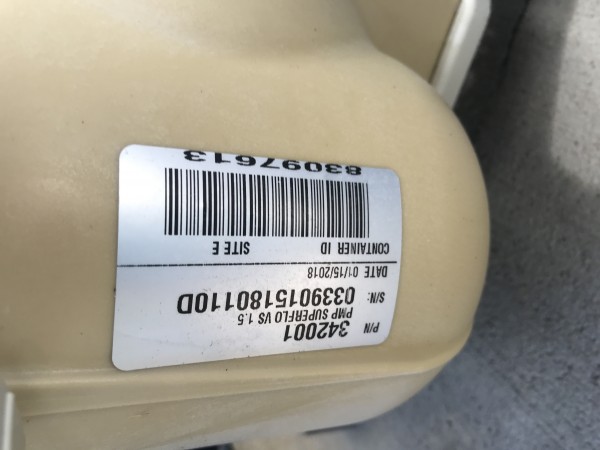 P/N 342001
PMP SUPERFLO VS 1.5
S/N: 0339015180110D
DATE 01/15/2018
CONTAINER ID SITE E
83097613